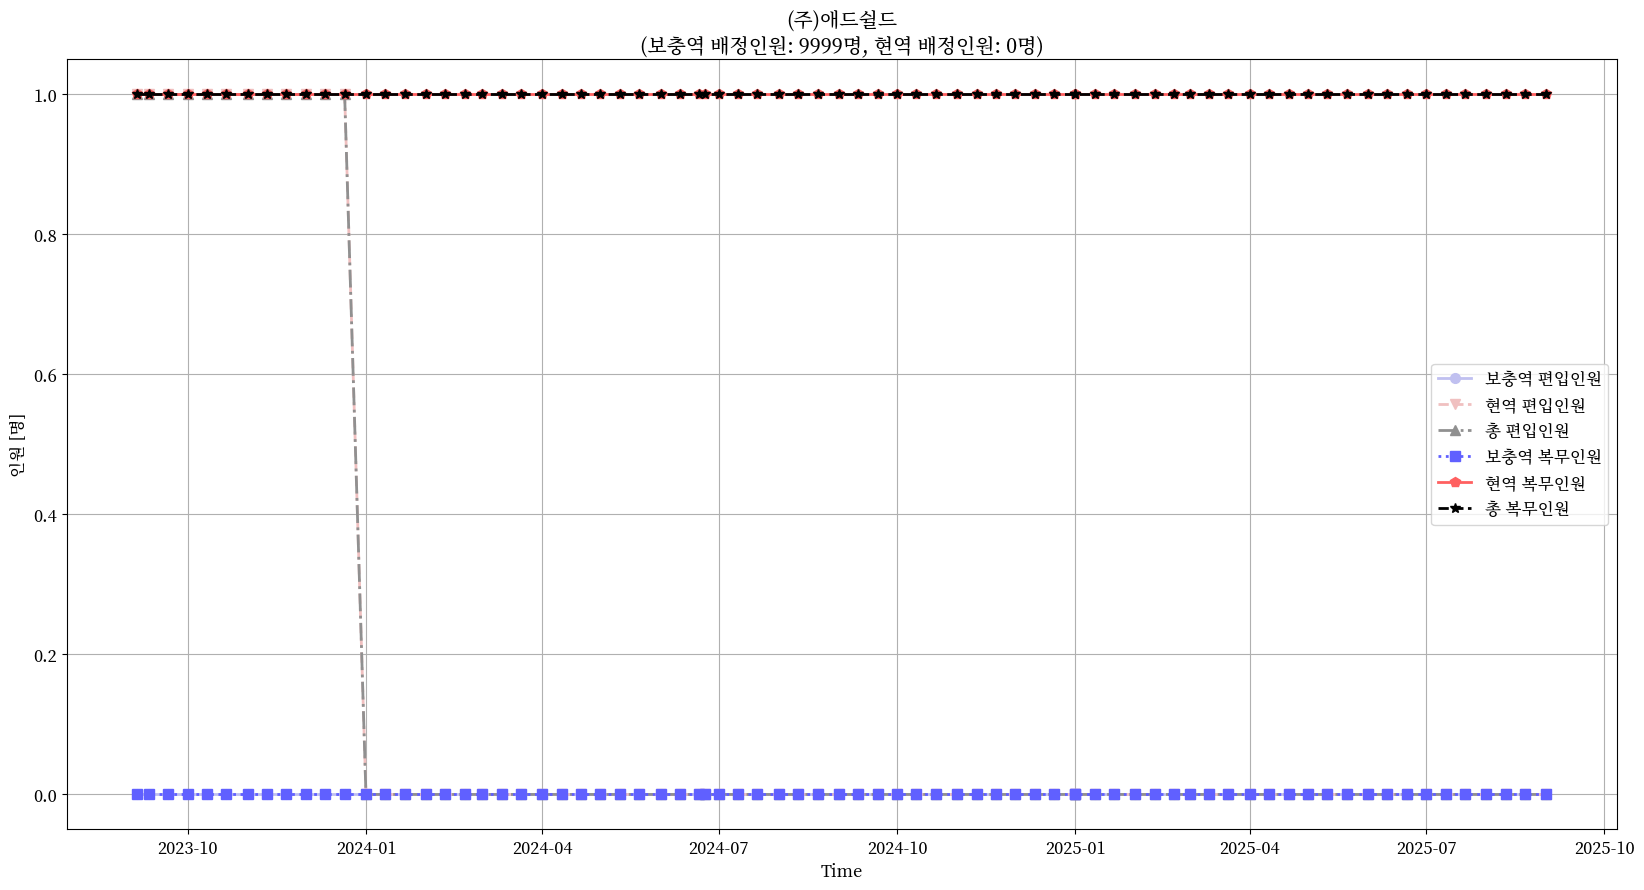 (주)애드쉴드
(보충역 배정인원: 9999명, 현역 배정인원: 0명)
인원 [명]
1.0
0.8
0.6
0.4
0.2
0.0
보충역 편입인원
현역 편입인원
총 편입인원
보충역 복무인원
현역 복무인원
총 복무인원
2023-10
2024-01
2024-04
2024-07
2024-10
2025-01
2025-04
2025-07
2025-10
Time